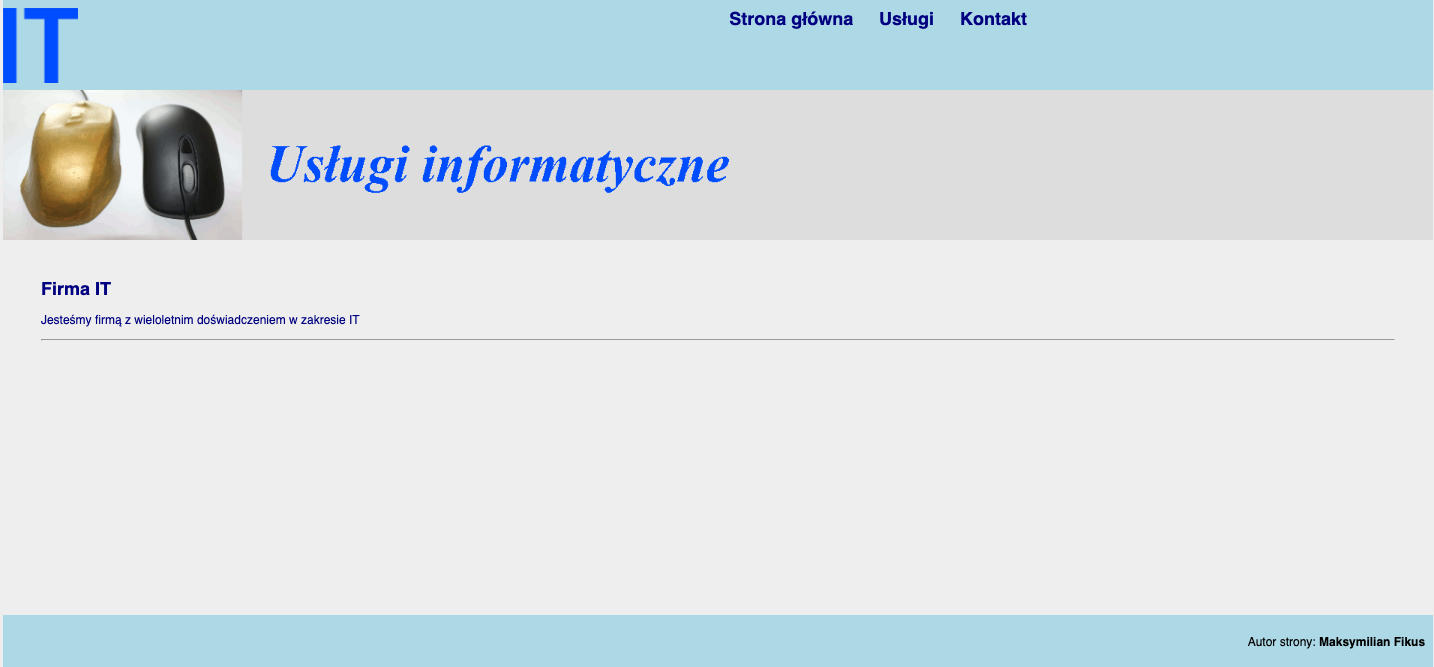 IT
Strona główna Usługi Kontakt
Usługi informatyczne
Firma IT
Jesteśmy firmą z wieloletnim doświadczeniem w zakresie IT
Autor strony: Maksymilian Fikus